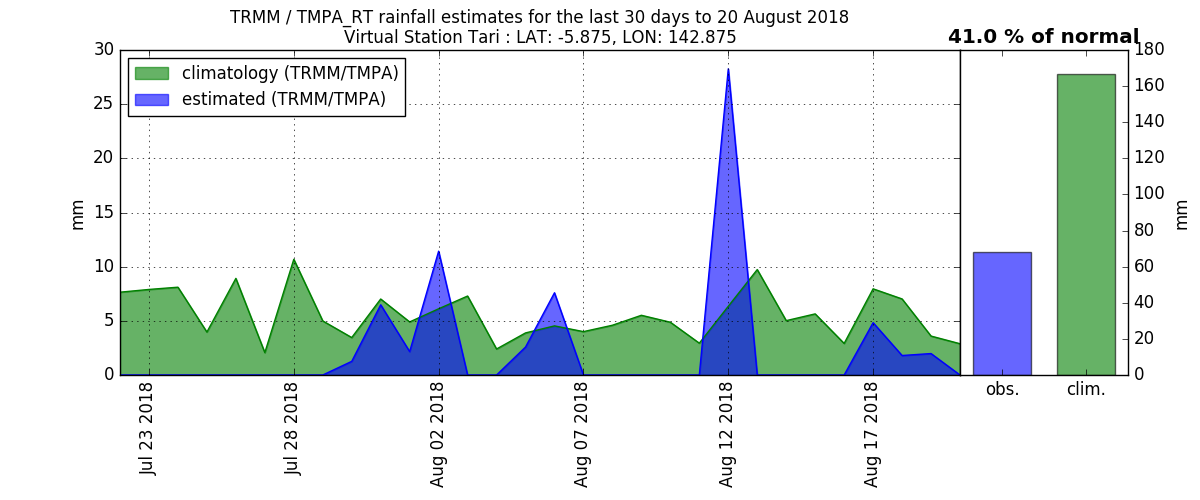 TRMM / TMPA_RT rainfall estimates for the last 30 days to 20 August 2018
Virtual Station Tari : LAT: -5.875, LON: 142.875
41.0 % of normal
climatology (TRMM/TMPA)
estimated (TRMM/TMPA)
30
25
20
15
10
5
0
mm
Jul 23 2018
Jul 28 2018
Aug 02 2018
Aug 07 2018
Aug 12 2018
Aug 17 2018
obs.
clim.
180
160
140
120
100
80
60
40
20
0
mm